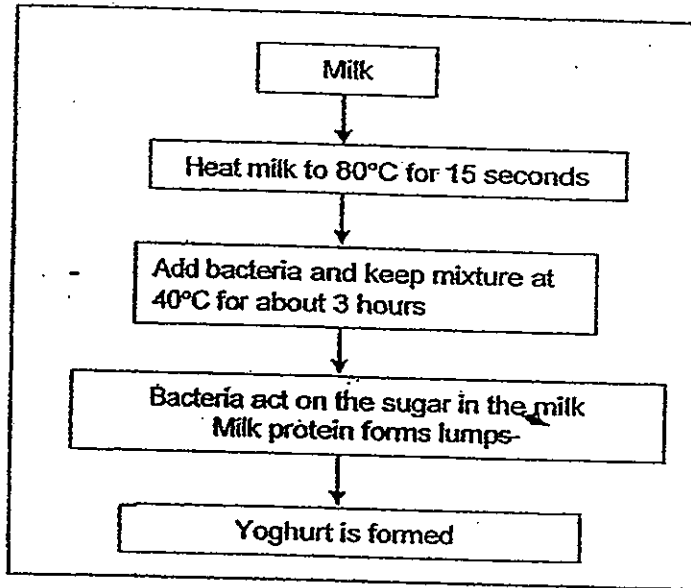 Milk
Heat milk to 80°C for 15 seconds
Add bacteria and keep mixture at
40°C for about 3 hours
Bacteria act on the sugar in the milk
Milk protein forms lumps
Yoghurt is formed